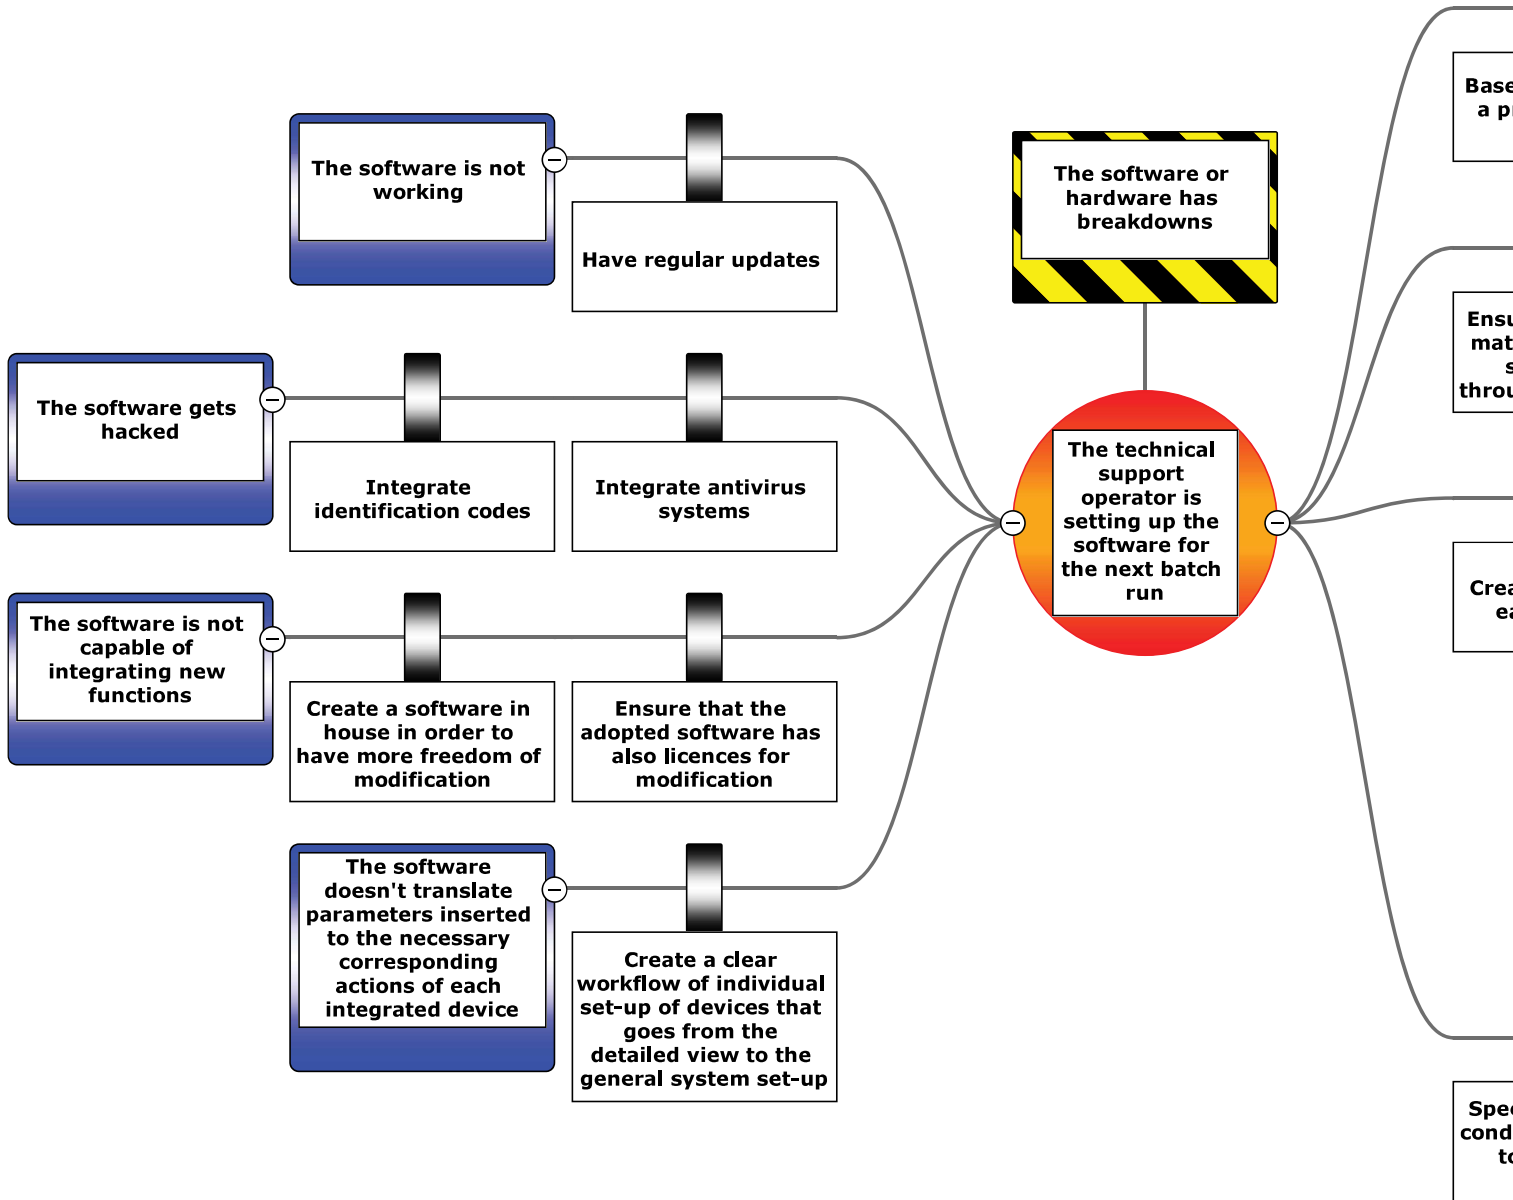 The software is not
working
Have regular updates
The software gets
hacked
Integrate
identification codes
Integrate antivirus
systems
The software is not
capable of
integrating new
functions
Create a software in
house in order to
have more freedom of
modification
Ensure that the
adopted software has
also licences for
modification
The software
doesn't translate
parameters inserted
to the necessary
corresponding
actions of each
integrated device
Create a clear
workflow of individual
set-up of devices that
goes from the
detailed view to the
general system set-up
The software or
hardware has
breakdowns
The technical
support
operator is
setting up the
software for
the next batch
run
a